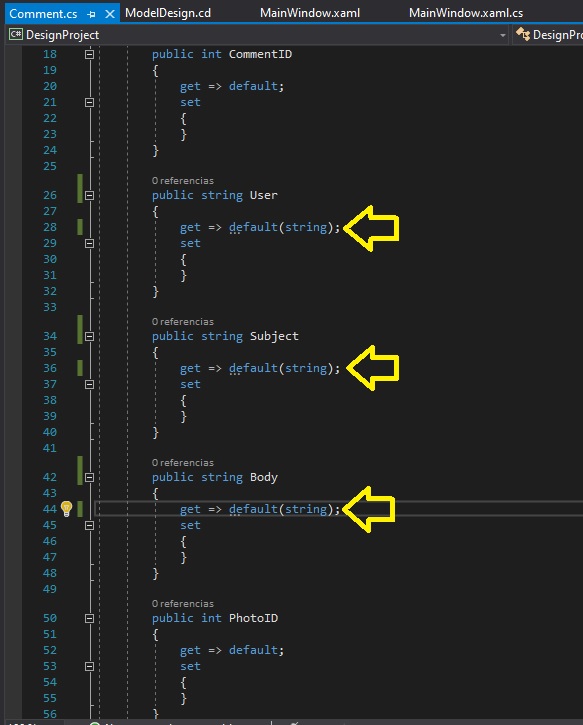 Comment.cs ModelDesign.cd MainWindow.xaml MainWindow.xaml.cs
C# DesignProject DesignPro
18 public int CommentID
19 {
20 get => default;
21 set
22 {
23 }
24 }
25
0 referencias
26 public string User
27 {
28 get => default(string);
29 set
30 {
31 }
32 }
33
0 referencias
34 public string Subject
35 {
36 get => default(string);
37 set
38 {
39 }
40 }
41
0 referencias
42 public string Body
43 {
44 get => default(string);
45 set
46 {
47 }
48 }
49
0 referencias
50 public int PhotoID
51 {
52 get => default;
53 set
54 {
55 }
56 }